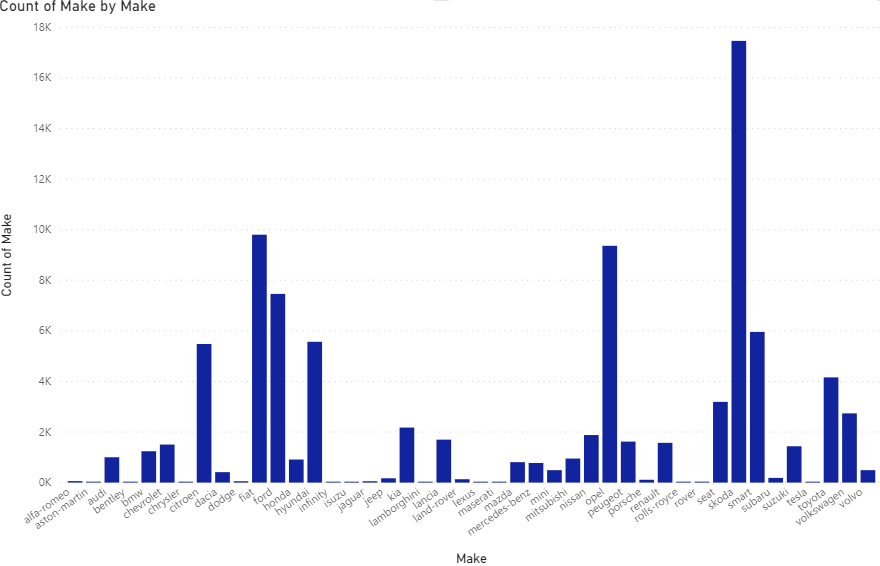 Count of Make by Make
18K
16K
14K
12K
10K
8K
6K
4K
2K
0K
Count of Make
alfa-romeo
aston-martin
audi
bentley
bmw
chevrolet
chrysler
citroen
dacia
dodge
fiat
ford
honda
hyundai
infinity
isuzu
jaguar
jeep
kia
lamborghini
lancia
land-rover
lexus
maserati
mazda
mercedes-benz
mini
mitsubishi
nissan
opel
peugeot
porsche
renault
rolls-royce
rover
seat
skoda
smart
subaru
suzuki
tesla
toyota
volkswagen
volvo
Make